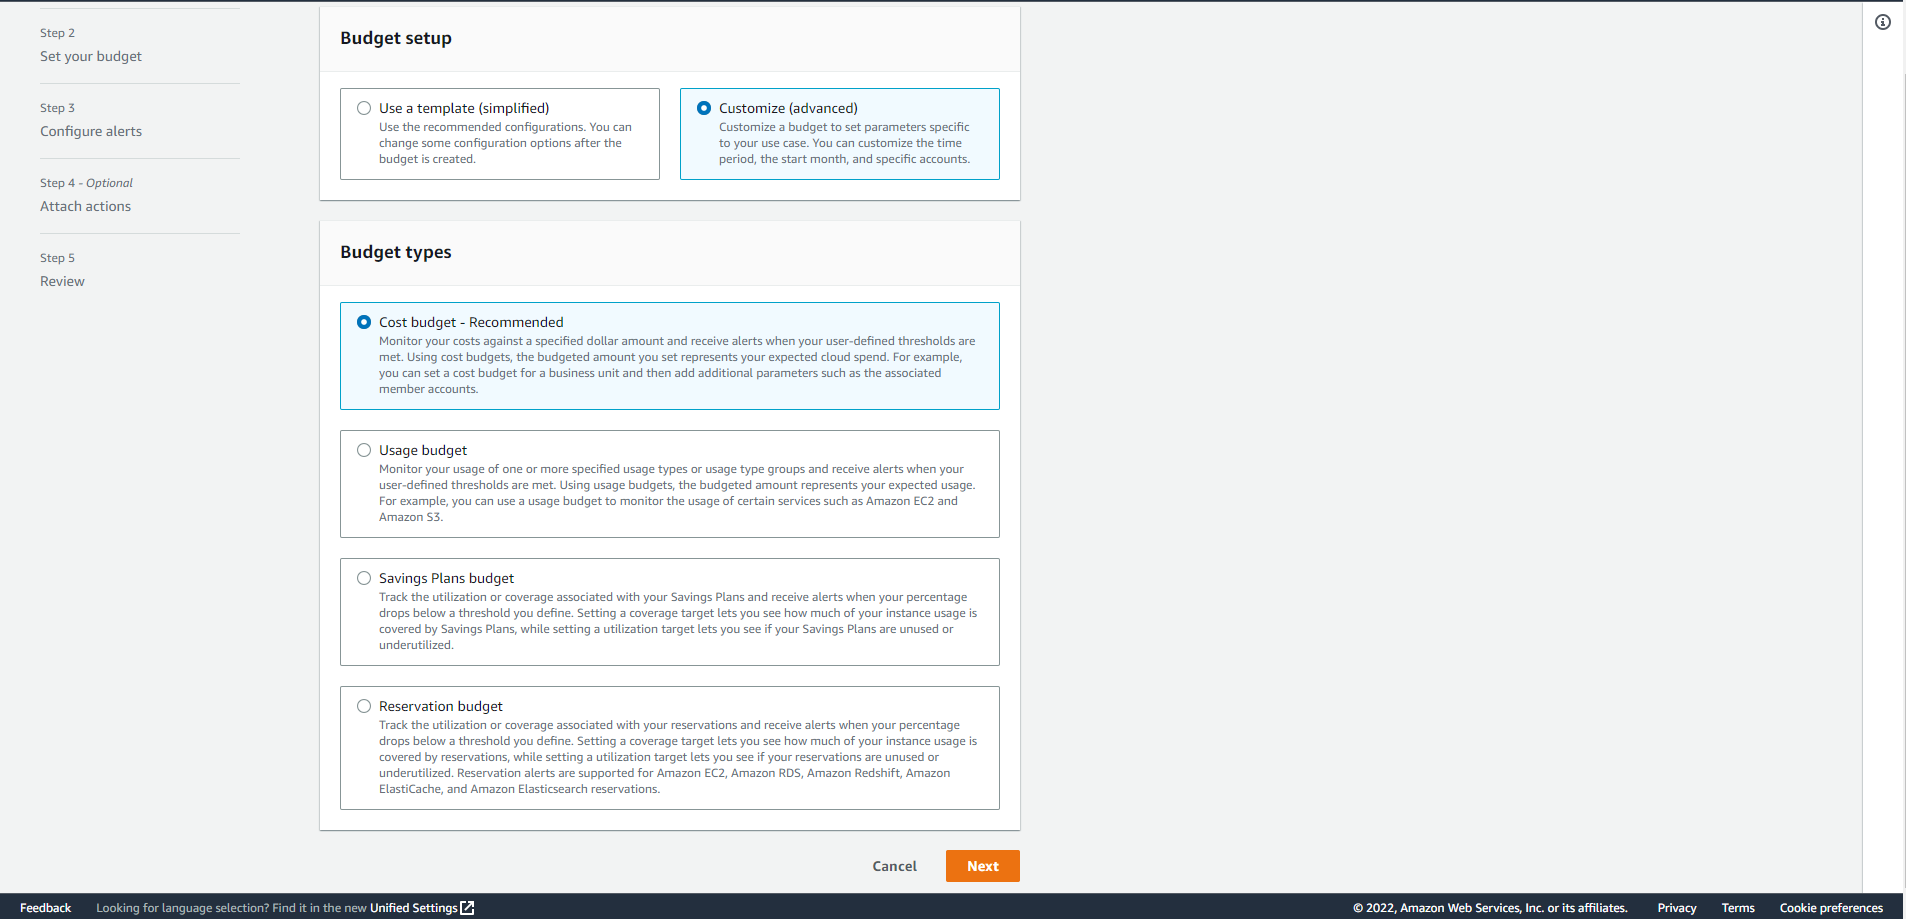 Step 2
Set your budget
Step 3
Configure alerts
Step 4 - Optional
Attach actions
Step 5
Review
Budget setup
Use a template (simplified)
Use the recommended configurations. You can
change some configuration options after the
budget is created.
Customize (advanced)
Customize a budget to set parameters specific
to your use case. You can customize the time
period, the start month, and specific accounts.
Budget types
Cost budget - Recommended
Monitor your costs against a specified dollar amount and receive alerts when your user-defined thresholds are
met. Using cost budgets, the budgeted amount you set represents your expected cloud spend. For example,
you can set a cost budget for a business unit and then add additional parameters such as the associated
member accounts.
Usage budget
Monitor your usage of one or more specified usage types or usage type groups and receive alerts when your
user-defined thresholds are met. Using usage budgets, the budgeted amount represents your expected usage.
For example, you can use a usage budget to monitor the usage of certain services such as Amazon EC2 and
Amazon S3.
Savings Plans budget
Track the utilization or coverage associated with your Savings Plans and receive alerts when your percentage
drops below a threshold you define. Setting a coverage target lets you see how much of your instance usage is
covered by Savings Plans, while setting a utilization target lets you see if your Savings Plans are unused or
underutilized.
Reservation budget
Track the utilization or coverage associated with your reservations and receive alerts when your percentage
drops below a threshold you define. Setting a coverage target lets you see how much of your instance usage is
covered by reservations, while setting a utilization target lets you see if your reservations are unused or
underutilized. Reservation alerts are supported for Amazon EC2, Amazon RDS, Amazon Redshift, Amazon
ElastiCache, and Amazon Elasticsearch reservations.
Cancel
Next
Feedback
Looking for language selection? Find it in the new Unified Settings
© 2022, Amazon Web Services, Inc. or its affiliates.
Privacy
Terms
Cookie preferences